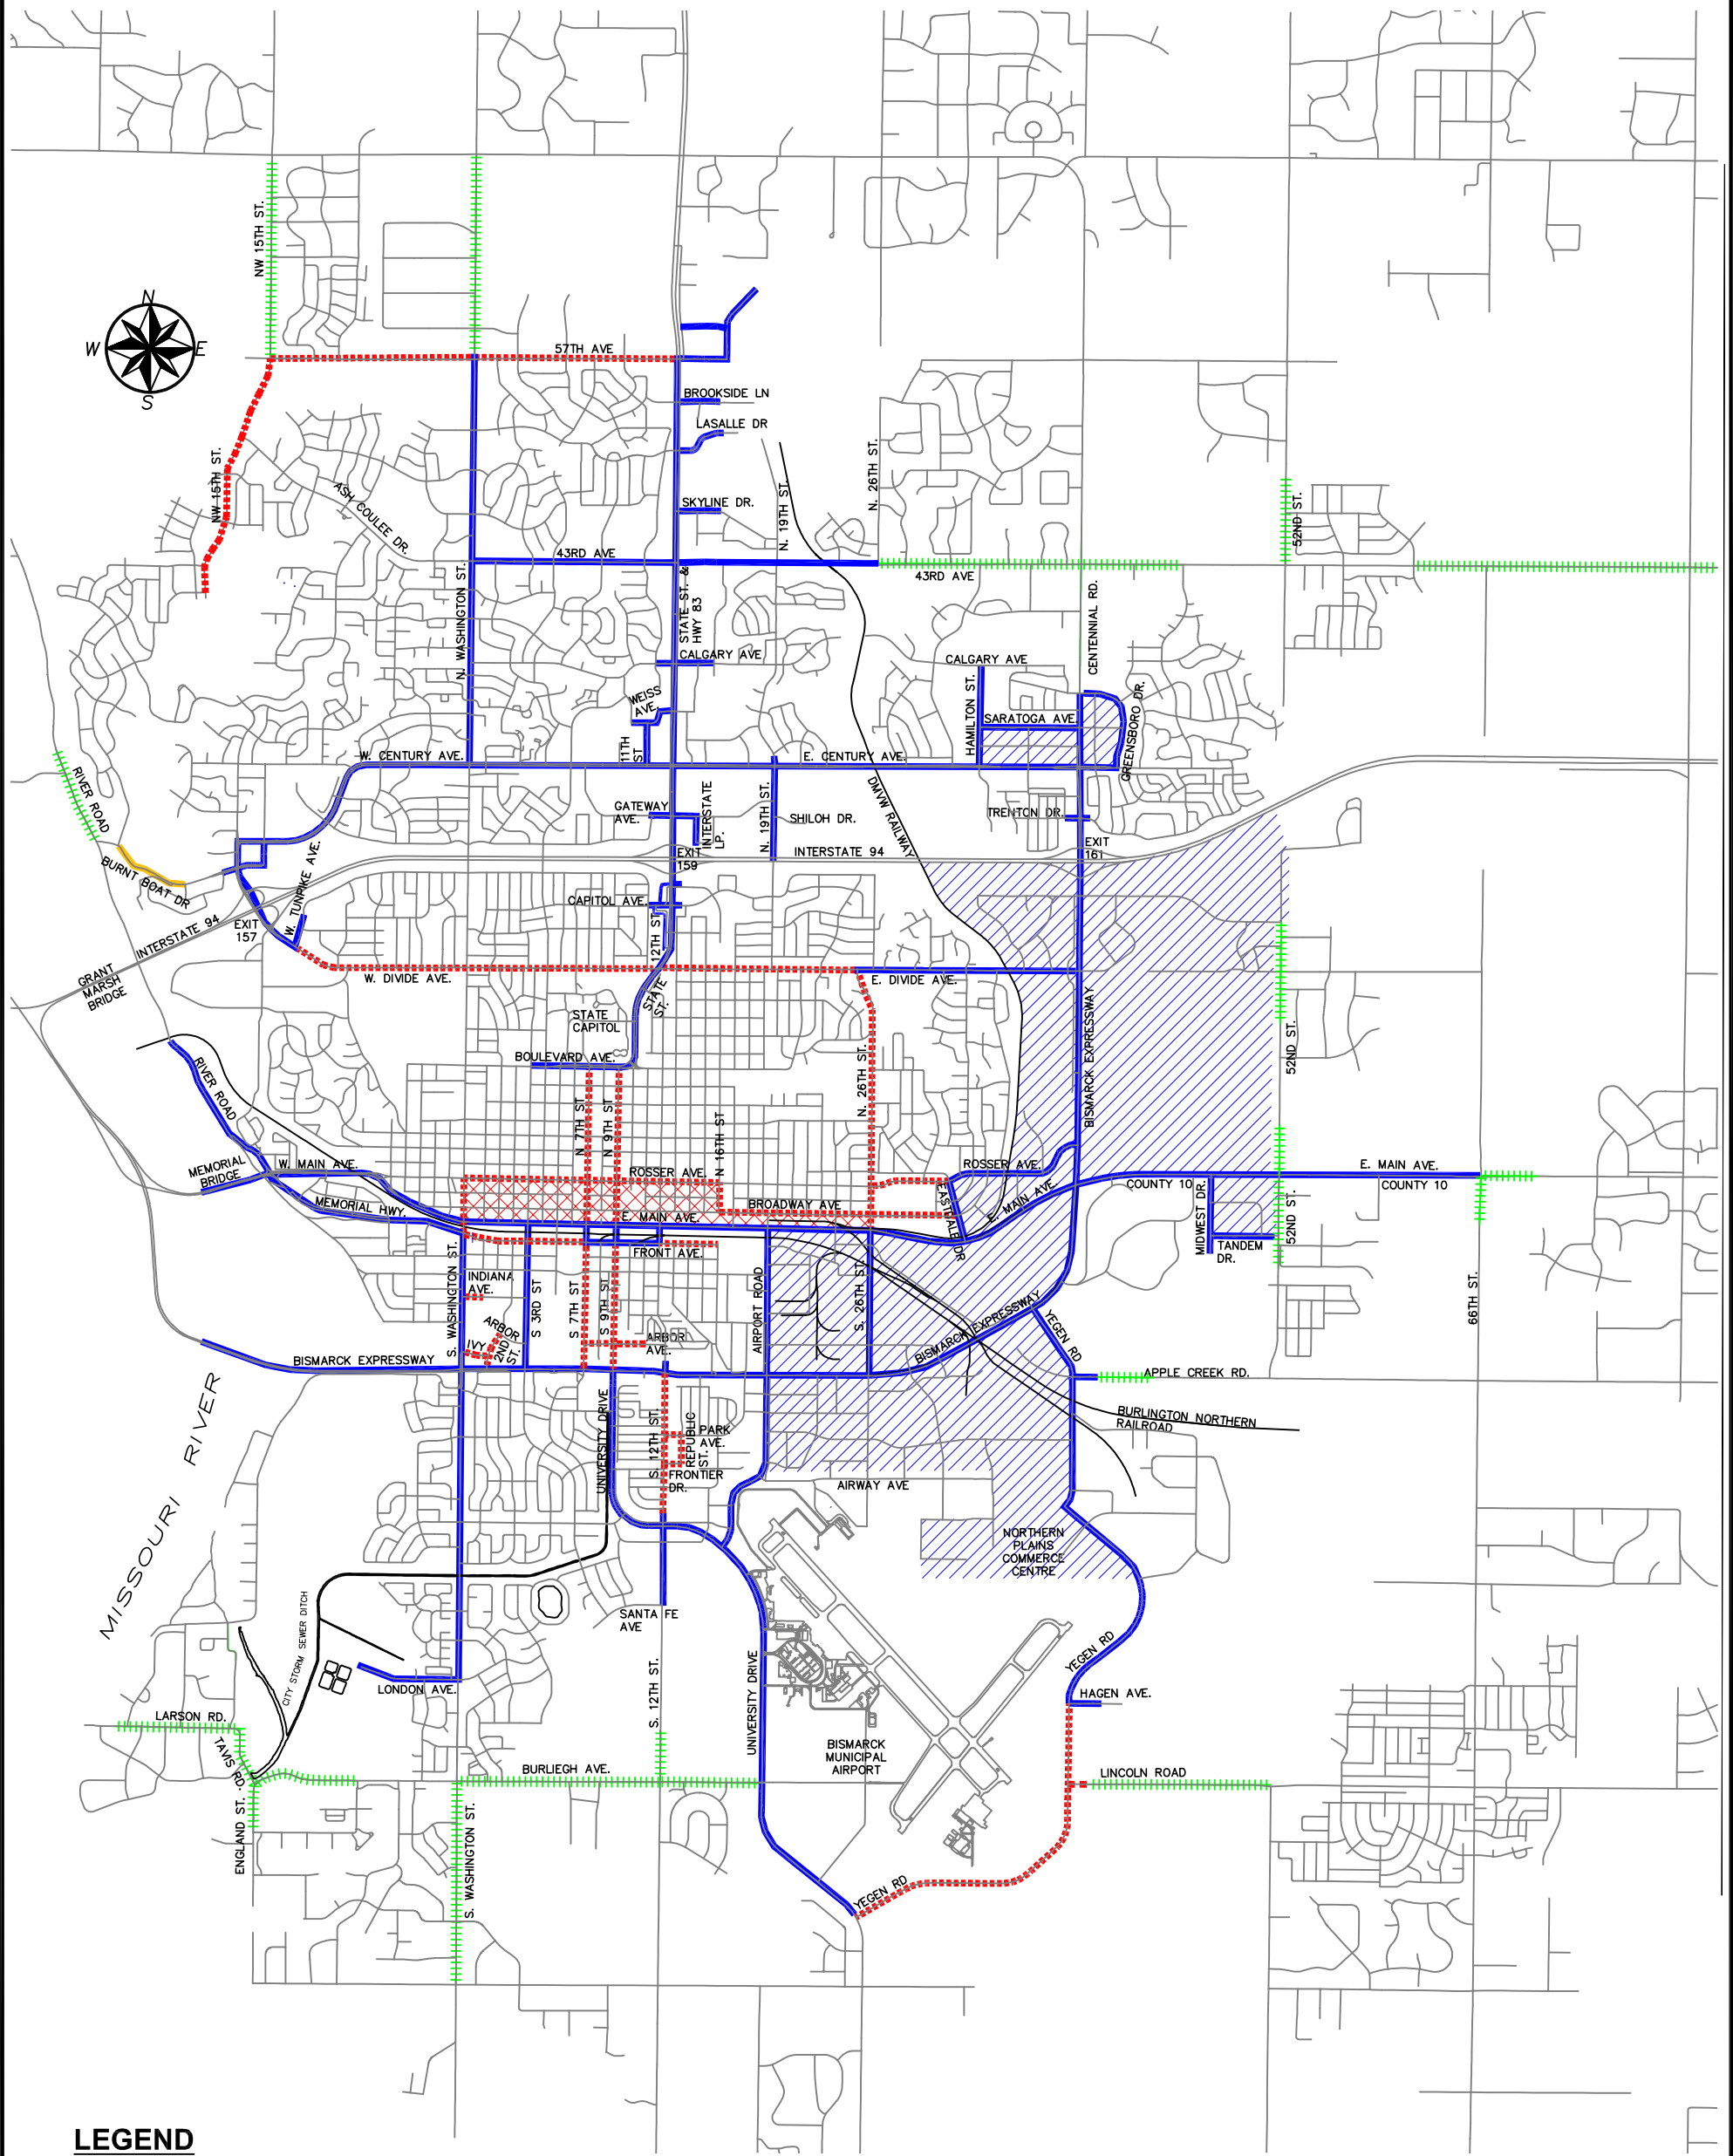 NW 15TH ST.
N
W
E
S
57TH AVE
BROOKSIDE LN
LASALLE DR
NW 15TH ST.
ASH COULEE DR.
SKYLINE DR.
N. 19TH ST.
N. 26TH ST.
52ND ST.
43RD AVE
43RD AVE
N. WASHINGTON ST.
STATE ST. &
HWY 83
CENTENNIAL RD.
CALGARY AVE
CALGARY AVE
WEISS
AVE.
HAMILTON ST.
SARATOGA AVE.
GREENSBORO DR.
11TH
ST
W. CENTURY AVE.
E. CENTURY AVE.
RIVER ROAD
DMVW RAILWAY
GATEWAY
AVE.
INTERSTATE
LP.
N. 19TH ST.
SHILOH DR.
TRENTON DR.
EXIT
159
INTERSTATE 94
EXIT
161
BURNT BOAT DR
W. TUNPIKE AVE.
CAPITOL AVE.
12TH ST
EXIT
157
INTERSTATE 94
GRANT
MARSH
BRIDGE
W. DIVIDE AVE.
E. DIVIDE AVE.
STATE
ST.
STATE
CAPITOL
BISMARCK EXPRESSWAY
52ND ST.
BOULEVARD AVE.
RIVER ROAD
N 7TH ST
N 9TH ST
N 16TH ST
N. 26TH ST.
MEMORIAL
BRIDGE
W. MAIN AVE.
ROSSER AVE.
ROSSER AVE.
E. MAIN AVE.
COUNTY 10
COUNTY 10
MEMORIAL HWY.
BROADWAY AVE
EASTDALE DR
E. MAIN AVE.
E. MAIN AVE.
MIDWEST DR.
52ND ST.
TANDEM
DR.
FRONT AVE.
S. WASHINGTON ST.
INDIANA
AVE.
S 3RD ST
S 7TH ST
S 9TH ST
AIRPORT ROAD
S. 26TH ST.
66TH ST.
ARBOR
IVY
2ND
ST.
ARBOR
AVE.
BISMARCK EXPRESSWAY
YEGEN RD
BISMARCK EXPRESSWAY
APPLE CREEK RD.
MISSOURI RIVER
UNIVERSITY DRIVE
S. 12TH ST.
REPUBLIC
ST.
PARK
AVE.
BURLINGTON NORTHERN
RAILROAD
FRONTIER
DR.
AIRWAY AVE
NORTHERN
PLAINS
COMMERCE
CENTRE
CITY STORM SEWER DITCH
SANTA FE
AVE
YEGEN RD
LONDON AVE.
S. 12TH ST.
UNIVERSITY DRIVE
HAGEN AVE.
LARSON RD.
TAVIS RD.
BISMARCK
MUNICIPAL
AIRPORT
BURLIEGH AVE.
LINCOLN ROAD
ENGLAND ST.
S. WASHINGTON ST.
YEGEN RD
LEGEND